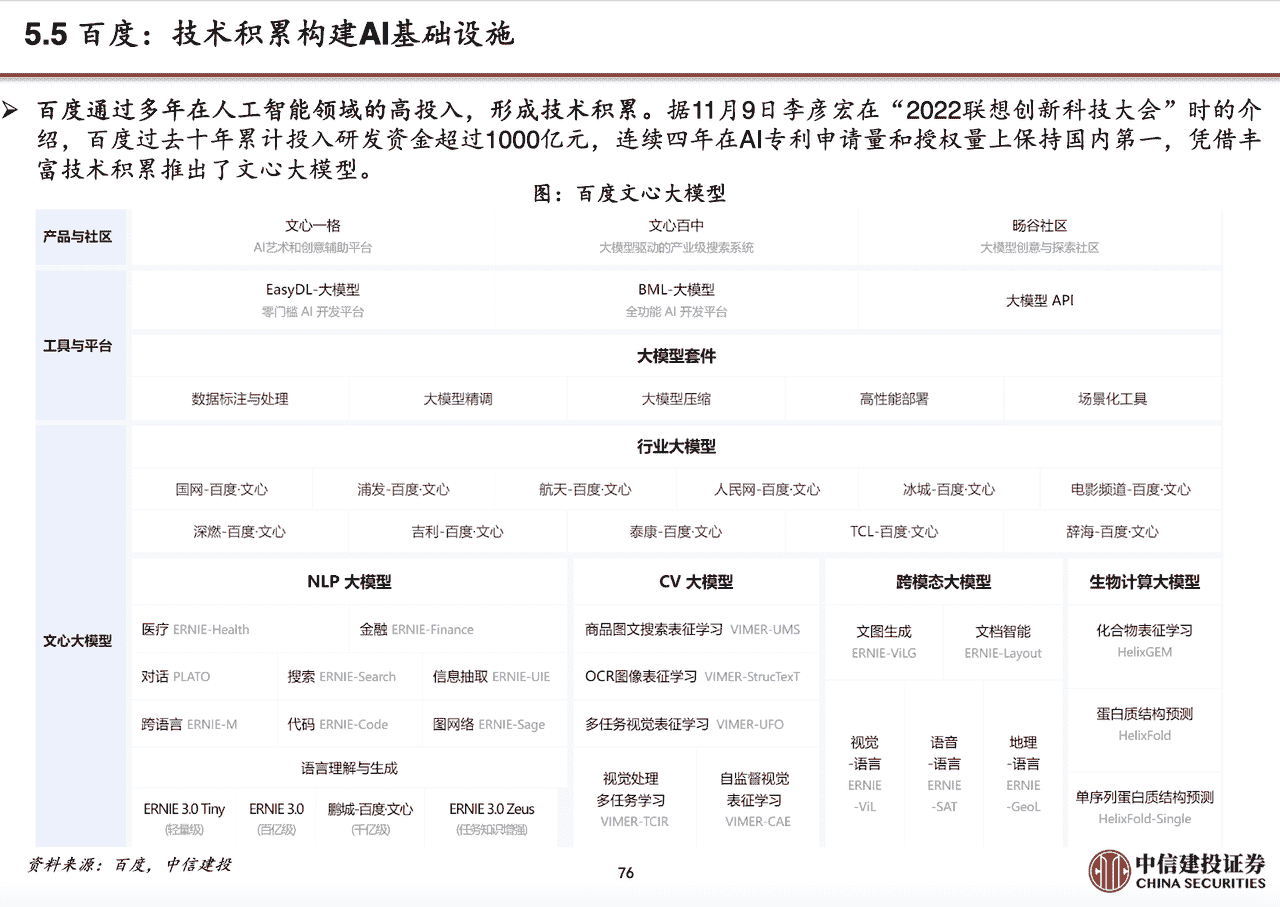 5.5 百度：技术积累构建AI基础设施
百度通过多年在人工智能领域的高投入，形成技术积累。据11月9日李彦宏在“2022联想创新科技大会”时的介
绍，百度过去十年累计投入研发资金超过1000亿元，连续四年在AI专利申请量和授权量上保持国内第一，凭借丰
富技术积累推出了文心大模型。
图：百度文心大模型
产品与社区
文心一格 文心百中 旸谷社区
AI艺术和创意辅助平台 大模型驱动的产业级搜索系统 大模型创意与探索社区
工具与平台
EasyDL-大模型 BML-大模型 大模型 API
零门槛 AI 开发平台 全功能 AI 开发平台
大模型套件
数据标注与处理 大模型精调 大模型压缩 高性能部署 场景化工具
文心大模型
行业大模型
国网-百度·文心 浦发-百度·文心 航天-百度·文心 人民网-百度·文心 冰城-百度·文心 电影频道-百度·文心
深燃-百度·文心 吉利-百度·文心 泰康-百度·文心 TCL-百度·文心 辞海-百度·文心
NLP 大模型
医疗 ERNIE-Health 金融 ERNIE-Finance
对话 PLATO 搜索 ERNIE-Search 信息抽取 ERNIE-UIE
跨语言 ERNIE-M 代码 ERNIE-Code 图网络 ERNIE-Sage
语言理解与生成
ERNIE 3.0 Tiny ERNIE 3.0 鹏城-百度·文心 ERNIE 3.0 Zeus
(轻量级) (百亿级) (千亿级) (任务知识增强)
CV 大模型
商品图文搜索表征学习 VIMER-UMS
OCR图像表征学习 VIMER-StrucTexT
多任务视觉表征学习 VIMER-UFO
视觉处理
多任务学习
VIMER-TCIR
自监督视觉
表征学习
VIMER-CAE
跨模态大模型
文图生成 文档智能
ERNIE-ViLG ERNIE-Layout
视觉 语音 地理
-语言 -语言 -语言
ERNIE ERNIE ERNIE
-ViL -SAT -GeoL
生物计算大模型
化合物表征学习
HelixGEM
蛋白质结构预测
HelixFold
单序列蛋白质结构预测
HelixFold-Single
资料来源：百度，中信建投
76
中信建投证券
CHINA SECURITIES